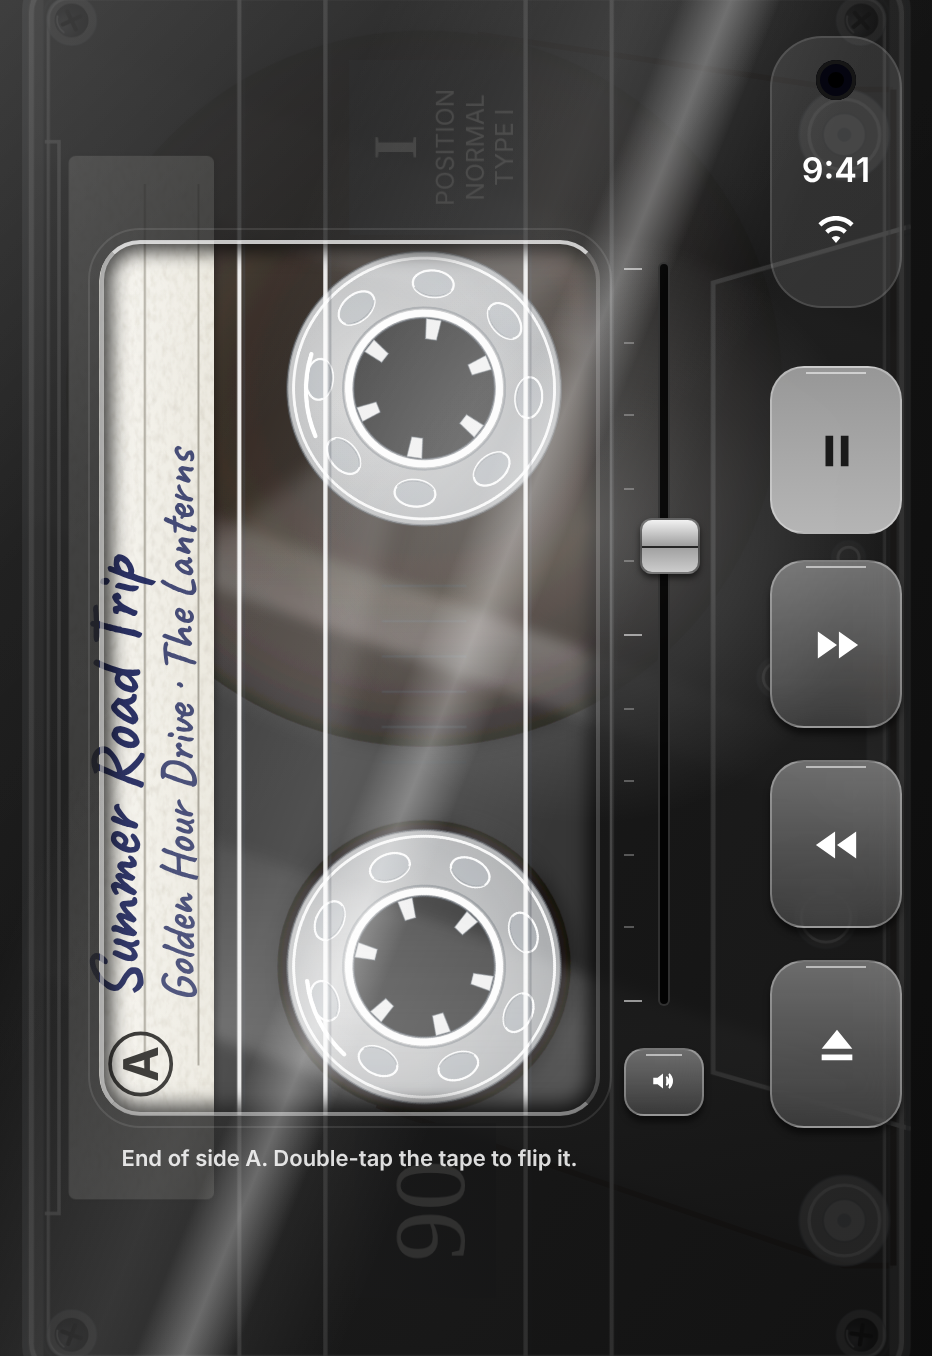 9:41
I
POSITION
NORMAL
TYPE I
Summer Road Trip
Golden Hour Drive · The Lanterns
A
End of side A. Double-tap the tape to flip it.
90